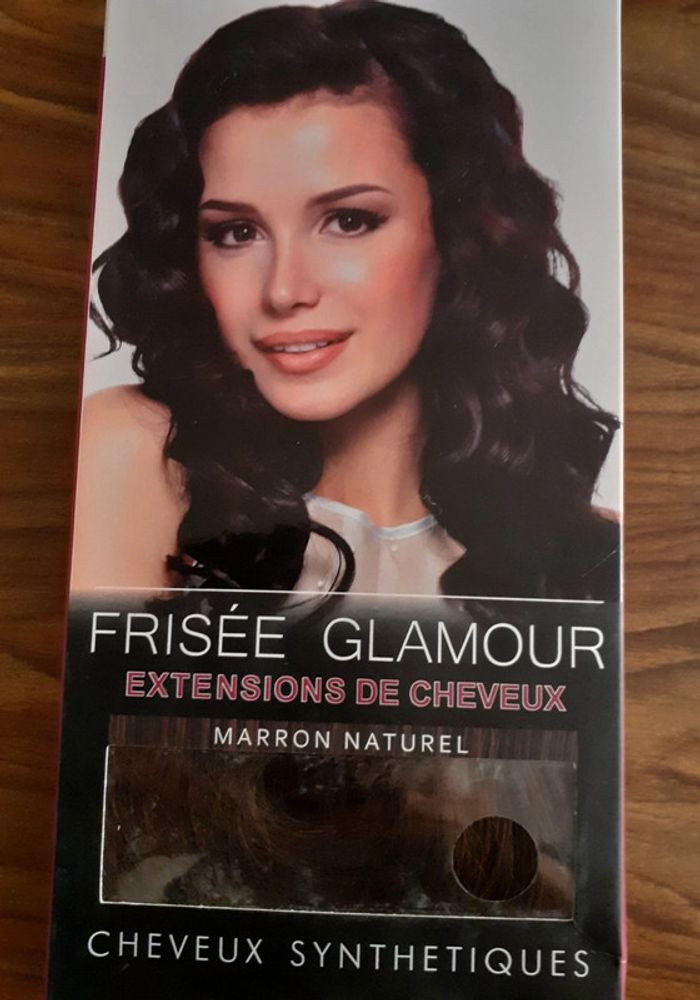 FRISÉE GLAMOUR
EXTENSIONS DE CHEVEUX
MARRON NATUREL
CHEVEUX SYNTHETIQUES